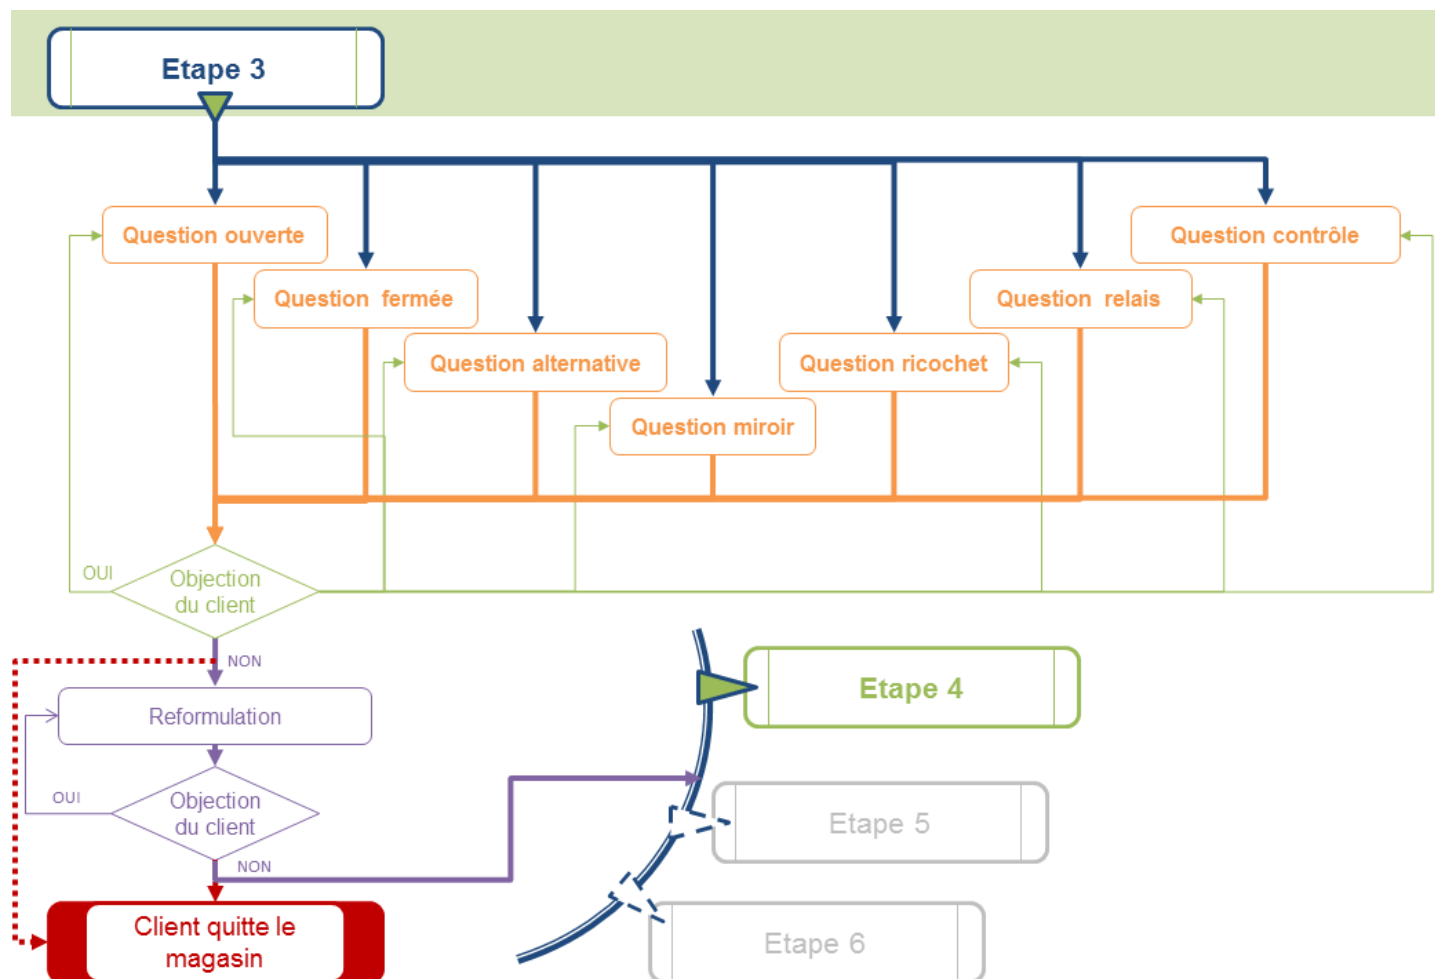 Etape 3
Question ouverte
Question contrôle
Question fermée
Question relais
Question alternative
Question ricochet
Question miroir
OUI
Objection
du client
NON
Reformulation
Etape 4
OUI
Objection
du client
Etape 5
NON
Client quitte le
magasin
Etape 6